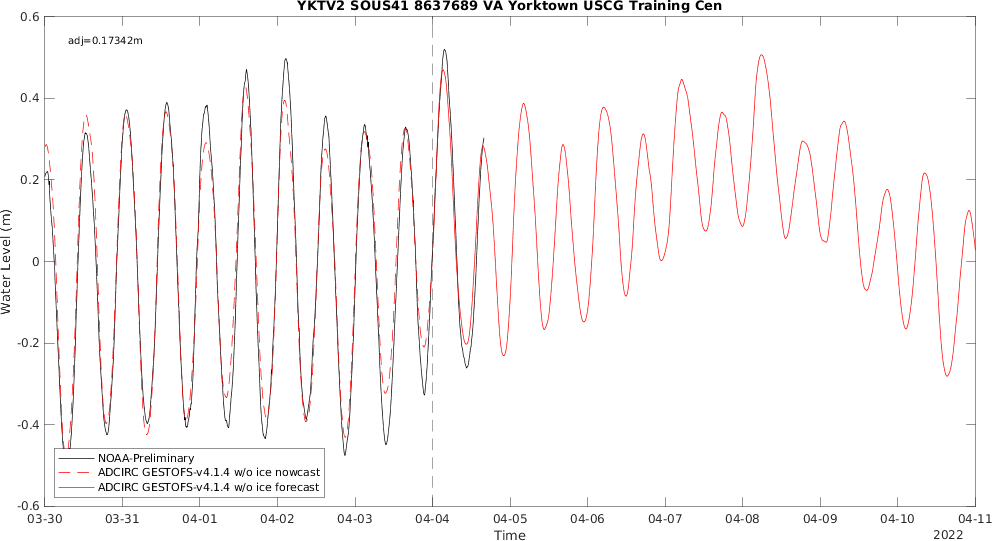 YKTV2 SOUS41 8637689 VA Yorktown USCG Training Cen
adj=0.17342m
0.6
0.4
0.2
0
-0.2
-0.4
-0.6
Water Level (m)
NOAA-Preliminary
ADCIRC GESTOFS-v4.1.4 w/o ice nowcast
ADCIRC GESTOFS-v4.1.4 w/o ice forecast
03-30 03-31 04-01 04-02 04-03 04-04 04-05 04-06 04-07 04-08 04-09 04-10 04-11
Time
2022